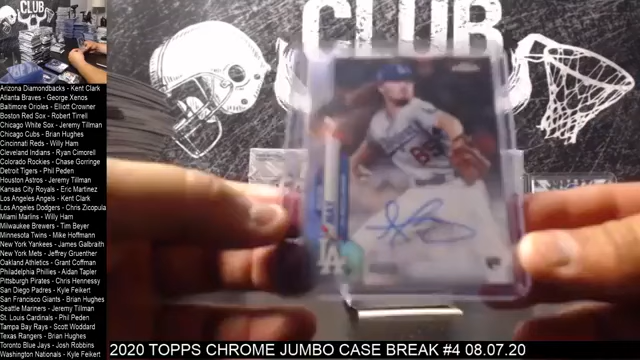 CLUB
CLUB
Arizona Diamondbacks - Kent Clark
Atlanta Braves - George Xenos
Baltimore Orioles - Elliott Crowner
Boston Red Sox - Robert Tirrell
Chicago White Sox - Jeremy Tillman
Chicago Cubs - Brian Hughes
Cincinnati Reds - Willy Ham
Cleveland Indians - Ryan Cimorell
Colorado Rockies - Chase Gorringe
Detroit Tigers - Phil Peden
Houston Astros - Jeremy Tillman
Kansas City Royals - Eric Martinez
Los Angeles Angels - Kent Clark
Los Angeles Dodgers - Chris Zicopula
Miami Marlins - Willy Ham
Milwaukee Brewers - Tim Beyer
Minnesota Twins - Mike Hoffmann
New York Yankees - James Galbraith
New York Mets - Jeffrey Gruenther
Oakland Athletics - Grant Coffman
Philadelphia Phillies - Aidan Tapler
Pittsburgh Pirates - Chris Hennessy
San Diego Padres - Kyle Feikert
San Francisco Giants - Brian Hughes
Seattle Mariners - Jeremy Tillman
St. Louis Cardinals - Phil Peden
Tampa Bay Rays - Scott Woddard
Texas Rangers - Brian Hughes
Toronto Blue Jays - Josh Robbins
Washington Nationals - Kyle Feikert
LA
2020 TOPPS CHROME JUMBO CASE BREAK #4 08.07.20